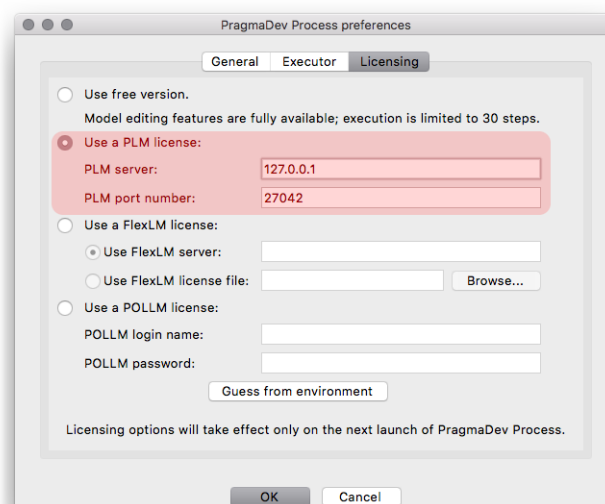 PragmaDev Process preferences
General Executor Licensing
Use free version.
Model editing features are fully available; execution is limited to 30 steps.
Use a PLM license:
PLM server: 127.0.0.1
PLM port number: 27042
Use a FlexLM license:
Use FlexLM server:
Use FlexLM license file: Browse...
Use a POLLM license:
POLLM login name:
POLLM password:
Guess from environment
Licensing options will take effect only on the next launch of PragmaDev Process.
OK Cancel